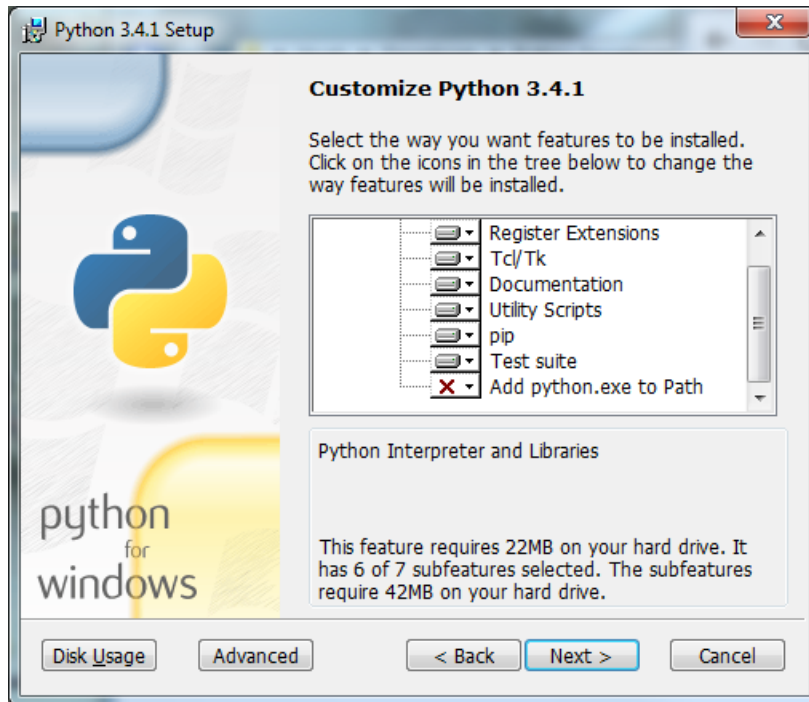 Python 3.4.1 Setup
Customize Python 3.4.1
Select the way you want features to be installed.
Click on the icons in the tree below to change the
way features will be installed.
Register Extensions
Tcl/Tk
Documentation
Utility Scripts
pip
Test suite
Add python.exe to Path
Python Interpreter and Libraries
This feature requires 22MB on your hard drive. It
has 6 of 7 subfeatures selected. The subfeatures
require 42MB on your hard drive.
python
for
windows
Disk Usage Advanced < Back Next > Cancel